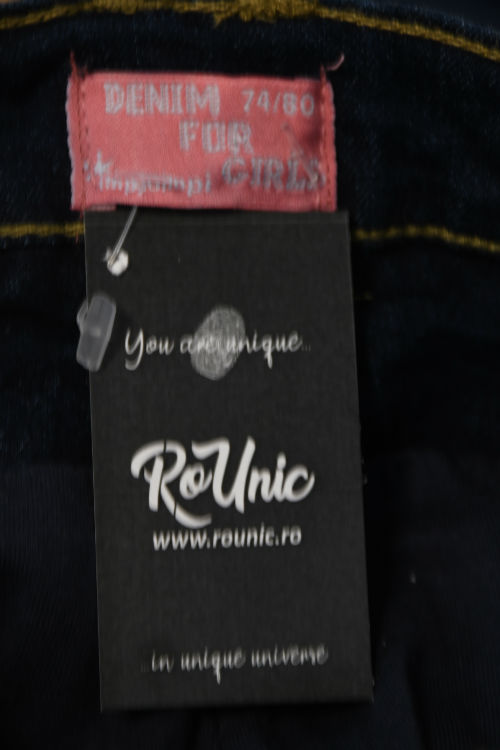 DENIM 74/80
FOR
GIRLS
You are unique...
RoUnic
www.rounic.ro
...in unique universe